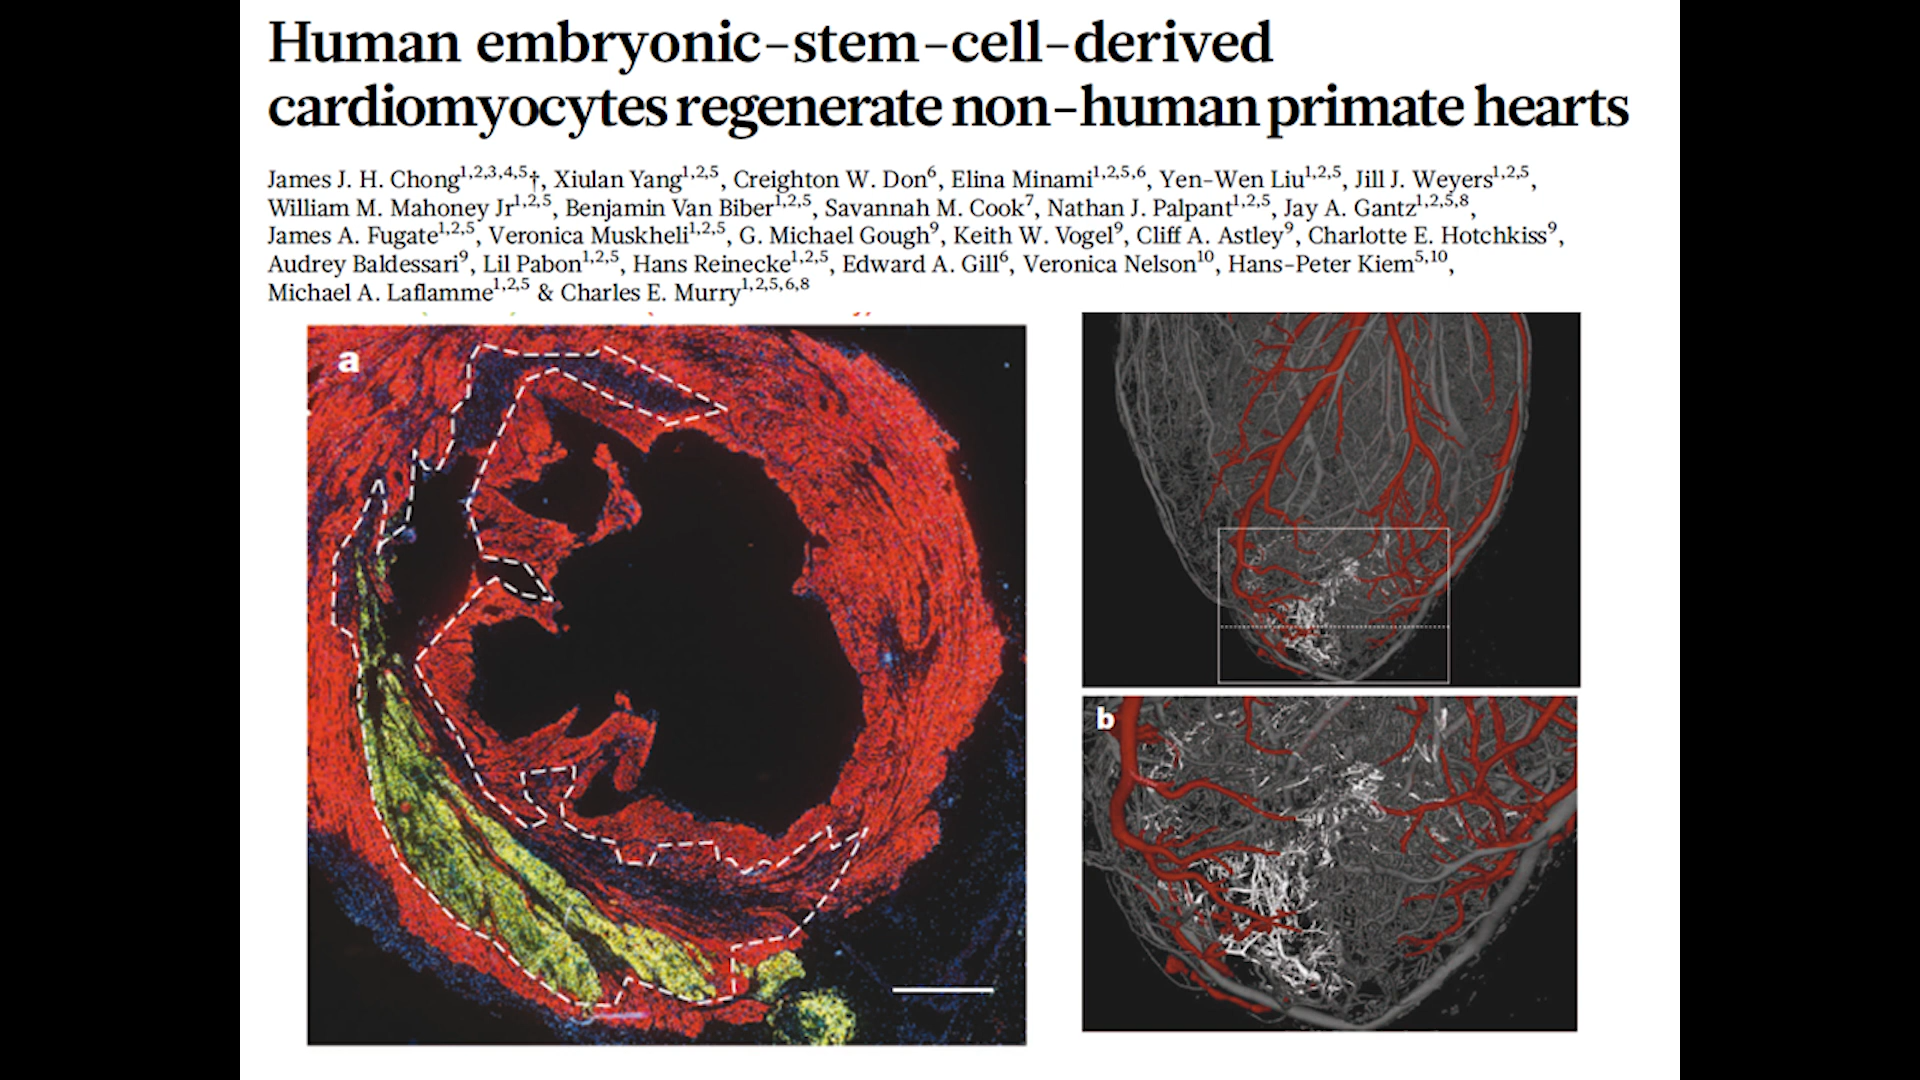 Human embryonic-stem-cell-derived
cardiomyocytes regenerate non-human primate hearts
James J. H. Chong1,2,3,4,5†, Xiulan Yang1,2,5, Creighton W. Don6, Elina Minami1,2,5,6, Yen-Wen Liu1,2,5, Jill J. Weyers1,2,5,
William M. Mahoney Jr1,2,5, Benjamin Van Biber1,2,5, Savannah M. Cook7, Nathan J. Palpant1,2,5, Jay A. Gantz1,2,5,8,
James A. Fugate1,2,5, Veronica Muskheli1,2,5, G. Michael Gough9, Keith W. Vogel9, Cliff A. Astley9, Charlotte E. Hotchkiss9,
Audrey Baldessari9, Lil Pabon1,2,5, Hans Reinecke1,2,5, Edward A. Gill6, Veronica Nelson10, Hans-Peter Kiem5,10,
Michael A. Laflamme1,2,5 & Charles E. Murry1,2,5,6,8
a
b